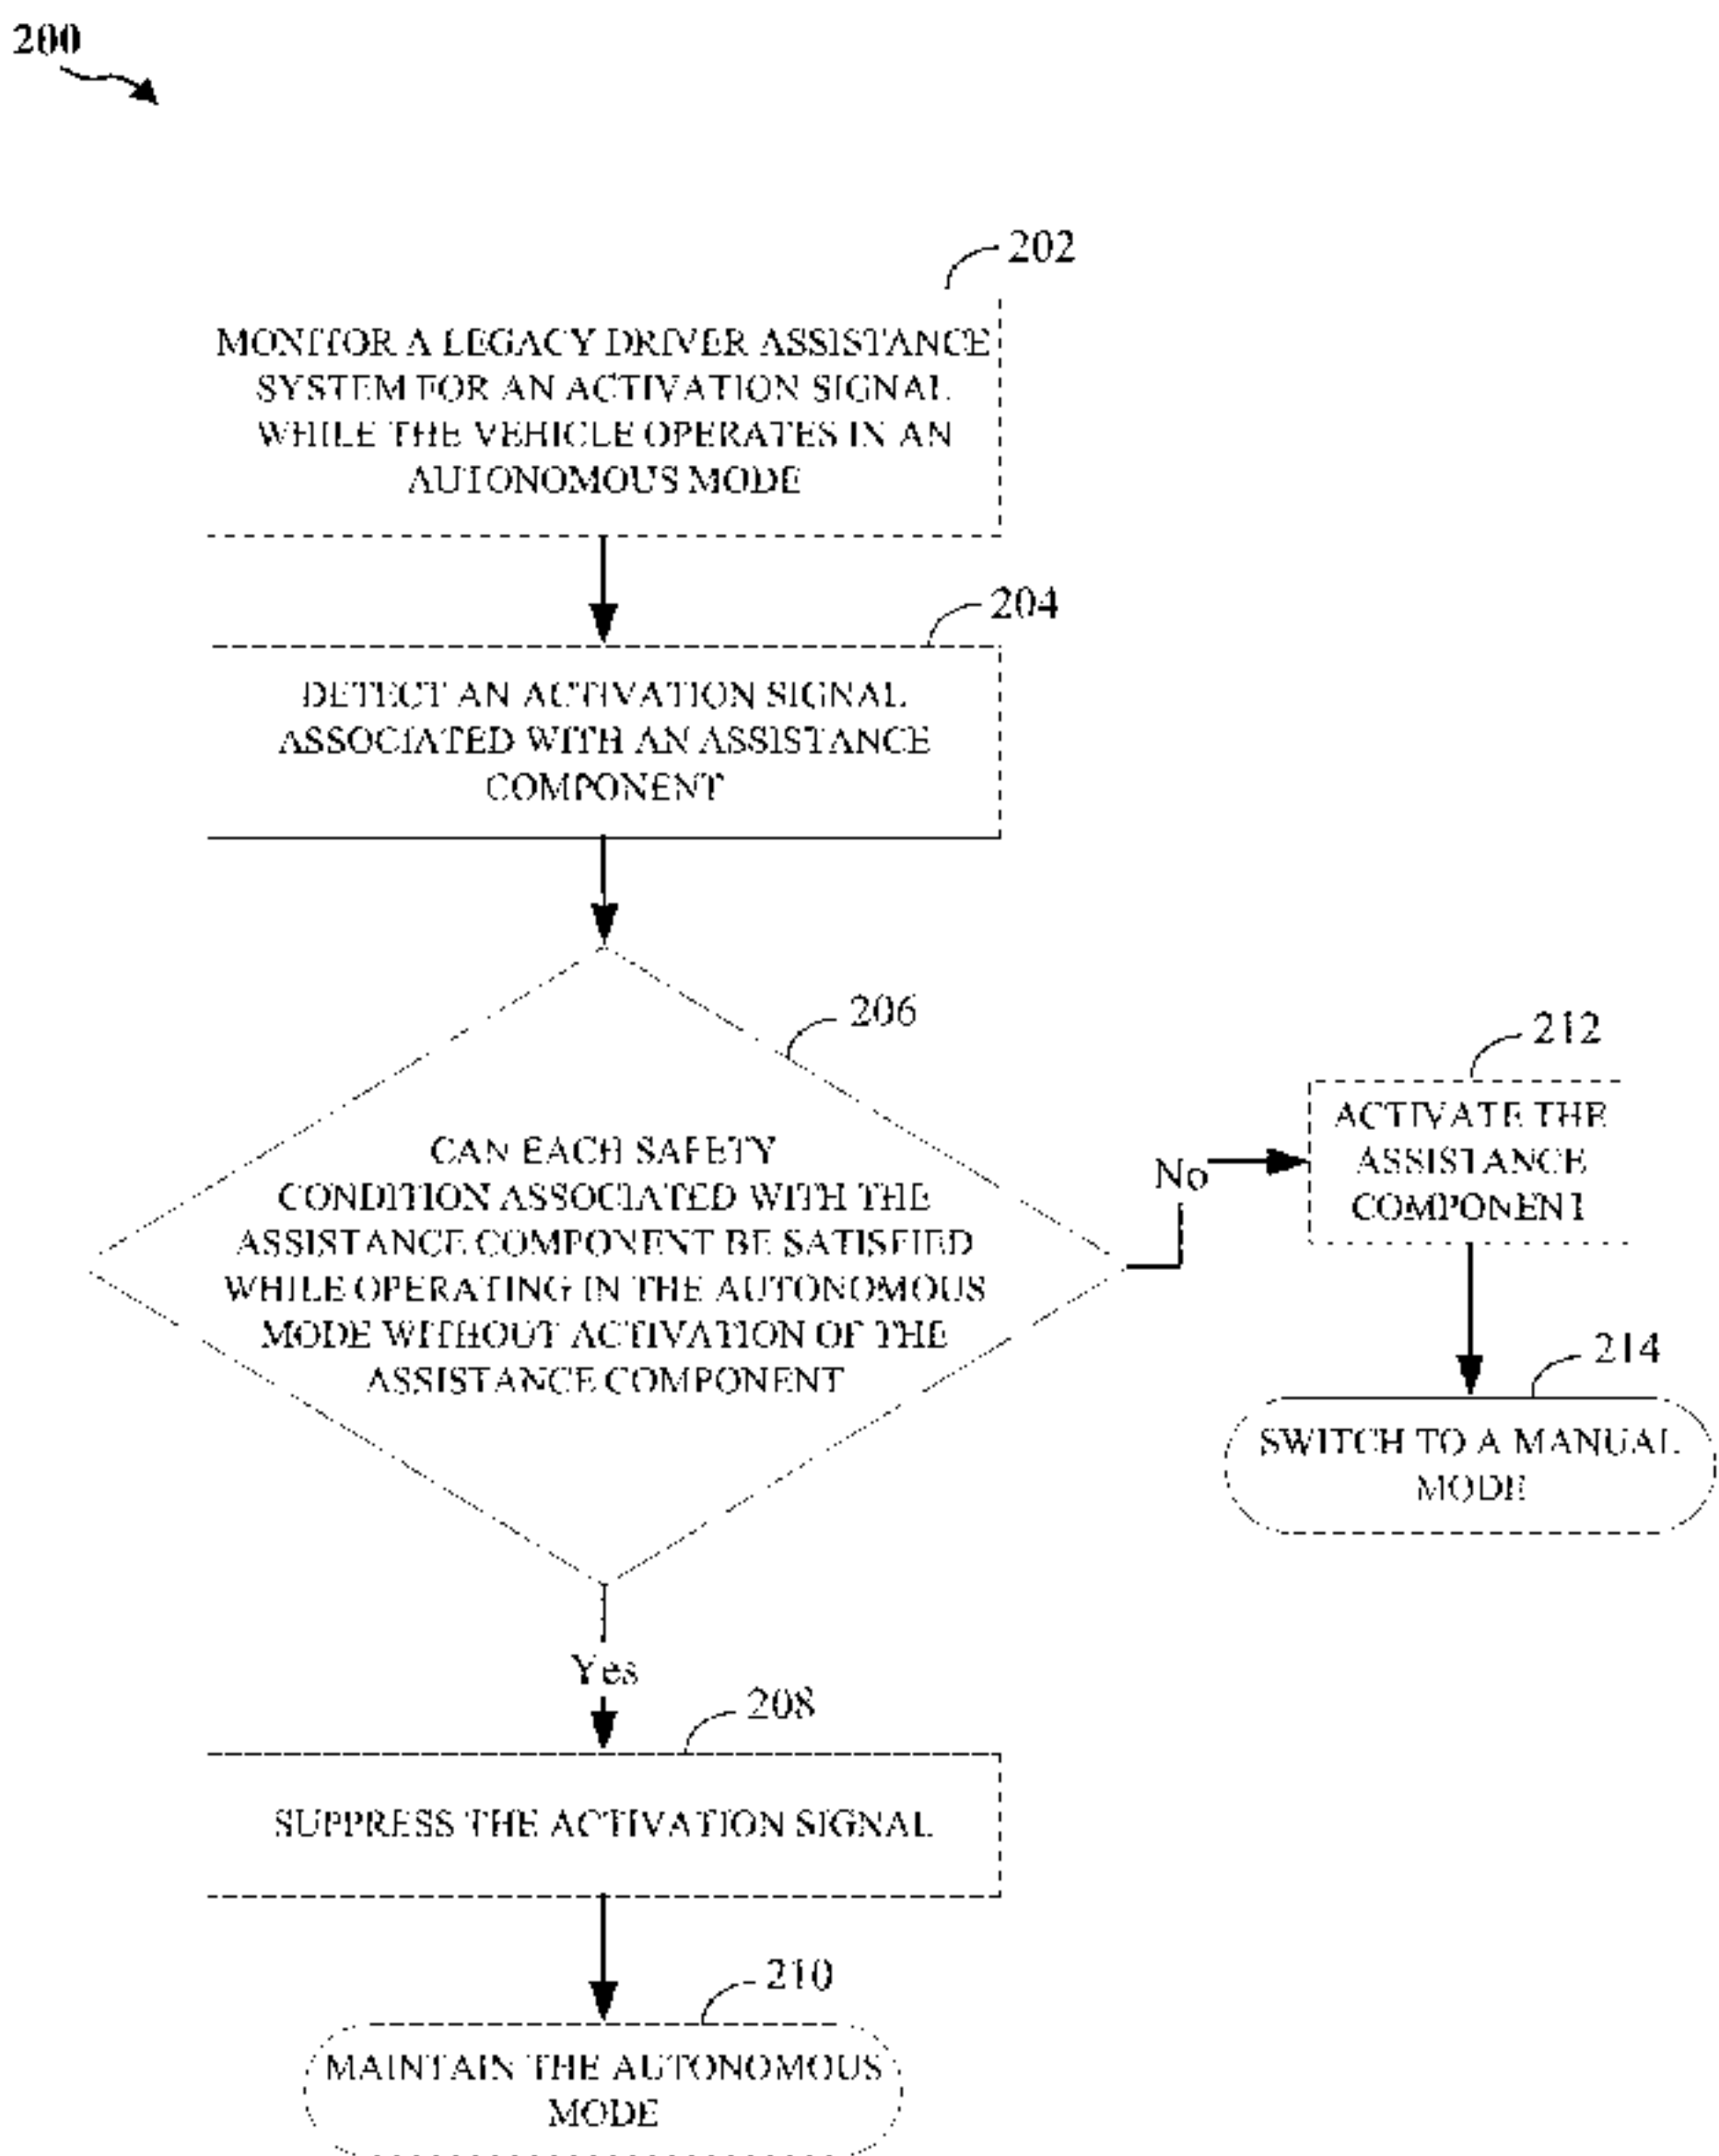 200
202
MONITOR A LEGACY DRIVER ASSISTANCE
SYSTEM FOR AN ACTIVATION SIGNAL
WHILE THE VEHICLE OPERATES IN AN
AUTONOMOUS MODE
204
DETECT AN ACTIVATION SIGNAL
ASSOCIATED WITH AN ASSISTANCE
COMPONENT
206
CAN EACH SAFETY
CONDITION ASSOCIATED WITH THE
ASSISTANCE COMPONENT BE SATISFIED
WHILE OPERATING IN THE AUTONOMOUS
MODE WITHOUT ACTIVATION OF THE
ASSISTANCE COMPONENT
No
212
ACTIVATE THE
ASSISTANCE
COMPONENT
214
SWITCH TO A MANUAL
MODE
Yes
208
SUPPRESS THE ACTIVATION SIGNAL
210
MAINTAIN THE AUTONOMOUS
MODE